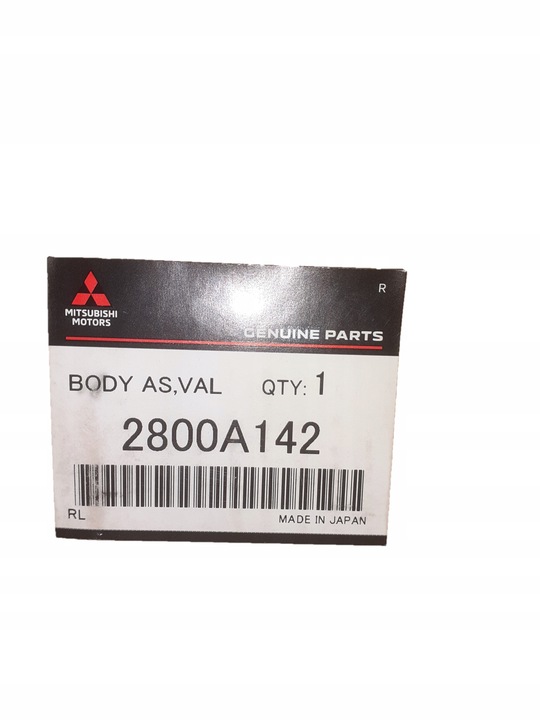 R
MITSUBISHI
MOTORS
GENUINE PARTS
BODY AS,VAL QTY: 1
2800A142
RL MADE IN JAPAN